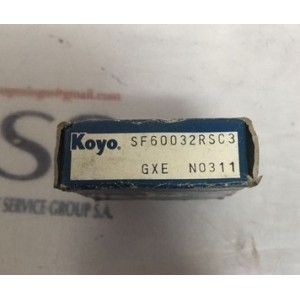 Koyo. SF60032RSC3
GXE N0311
SERVICE GROUP S.A.